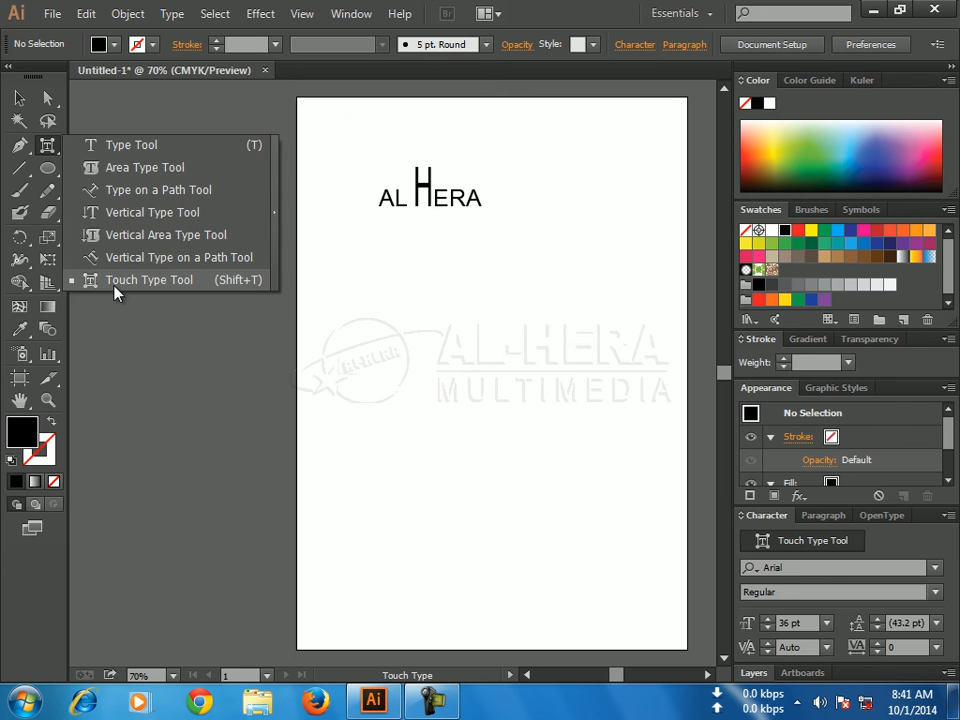 Ai File Edit Object Type Select Effect View Window Help Br Essentials
No Selection Stroke: 5 pt. Round Opacity Style: Character Paragraph Document Setup Preferences
Untitled-1* @ 70% (CMYK/Preview) ×
Type Tool (T)
Area Type Tool
Type on a Path Tool
Vertical Type Tool
Vertical Area Type Tool
Vertical Type on a Path Tool
Touch Type Tool (Shift+T)
AL HERA
AL-HERA
AL-HERA
MULTIMEDIA
Color Color Guide Kuler
Swatches Brushes Symbols
Stroke Gradient Transparency
Weight:
Appearance Graphic Styles
No Selection
Stroke:
Opacity: Default
Fill:
fx
Character Paragraph OpenType
Touch Type Tool
Arial
Regular
36 pt (43.2 pt)
Auto 0
Layers Artboards
70% 1 Touch Type
Ai 0.0 kbps 8:41 AM
0.0 kbps 10/1/2014